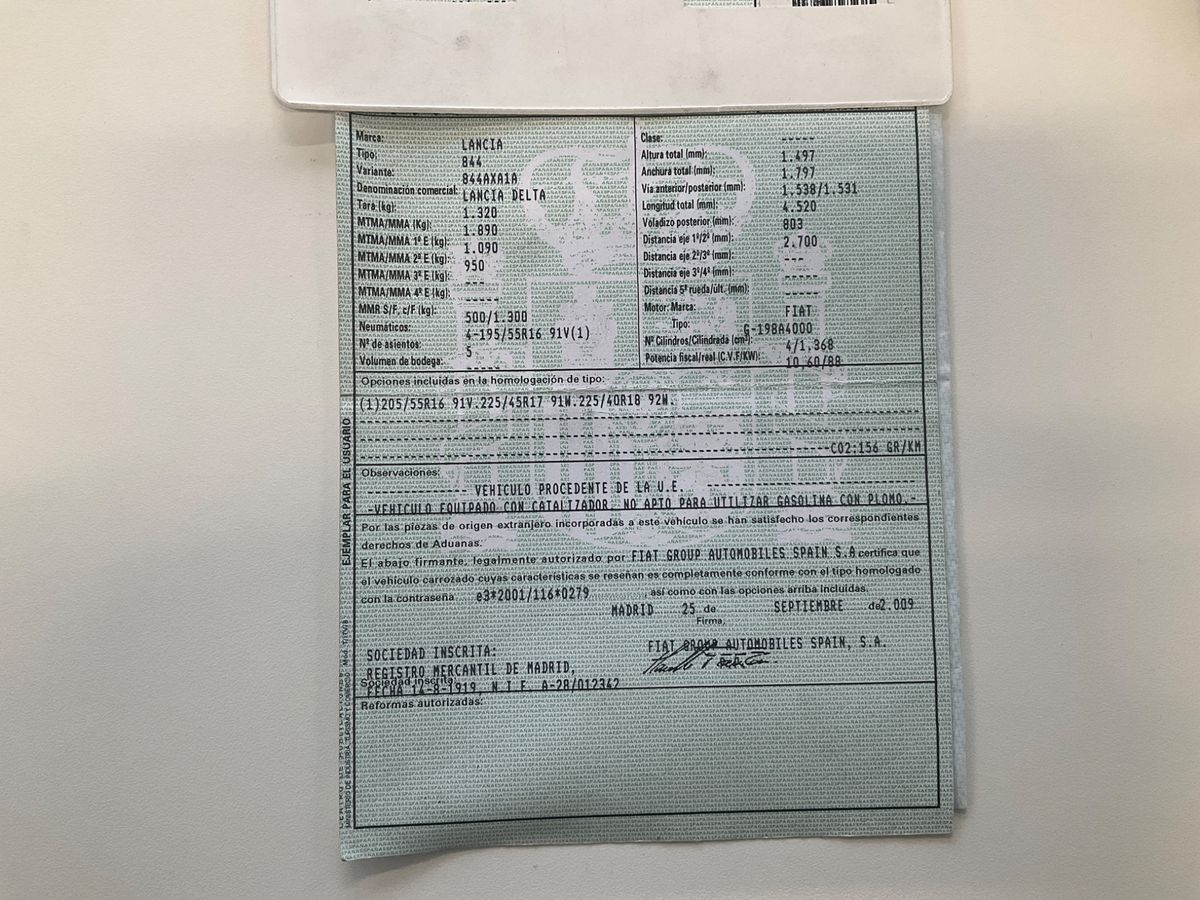 Marca: LANCIA
Tipo: 844
Variante: 844AXA1A
Denominación comercial: LANCIA DELTA
Tara (kg): 1.320
MTMA/MMA (Kg): 1.890
MTMA/MMA 1º E (kg): 1.090
MTMA/MMA 2º E (kg): 950
MTMA/MMA 3º E (kg): ---
MTMA/MMA 4º E (kg): -----
MMR S/F, c/F (kg): 500/1.300
Neumáticos: 4-195/55R16 91V(1)
Nº de asientos: 5
Volumen de bodega: -----
Clase: -----
Altura total (mm): 1.497
Anchura total (mm): 1.797
Via anterior/posterior (mm): 1.538/1.531
Longitud total (mm): 4.520
Voladizo posterior (mm): 803
Distancia eje 1º/2º (mm): 2.700
Distancia eje 2º/3º (mm): ---
Distancia eje 3º/4º (mm): -----
Distancia 5ª rueda/últ. (mm): -----
Motor: Marca: FIAT
Tipo: G-198A4000
Nº Cilindros/Cilindrada (cm³): 4/1,368
Potencia fiscal/real (C.V.F/KW): 10,60/88
Opciones incluidas en la homologación de tipo:
(1)205/55R16 91V.225/45R17 91W.225/40R18 92W.
CO2:156 GR/KM
Observaciones:
VEHICULO PROCEDENTE DE LA U.E.
-VEHICULO EQUIPADO CON CATALIZADOR: NO APTO PARA UTILIZAR GASOLINA CON PLOMO.-
Por las piezas de origen extranjero incorporadas a este vehículo se han satisfecho los correspondientes
derechos de Aduanas.
El abajo firmante, legalmente autorizado por FIAT GROUP AUTOMOBILES SPAIN S.A certifica que
el vehículo carrozado cuyas características se reseñan es completamente conforme con el tipo homologado
con la contraseña e3*2001/116*0279 , así como con las opciones arriba incluidas.
MADRID 25 de SEPTIEMBRE de 2.009
Firma,
FIAT GROUP AUTOMOBILES SPAIN, S.A.
SOCIEDAD INSCRITA:
REGISTRO MERCANTIL DE MADRID,
Sociedad inscrita:
FECHA 14-8-1919, N.I.F. A-28/012342
Reformas autorizadas:
EJEMPLAR PARA EL USUARIO
MINISTERIO DE INDUSTRIA, TURISMO Y COMERCIO